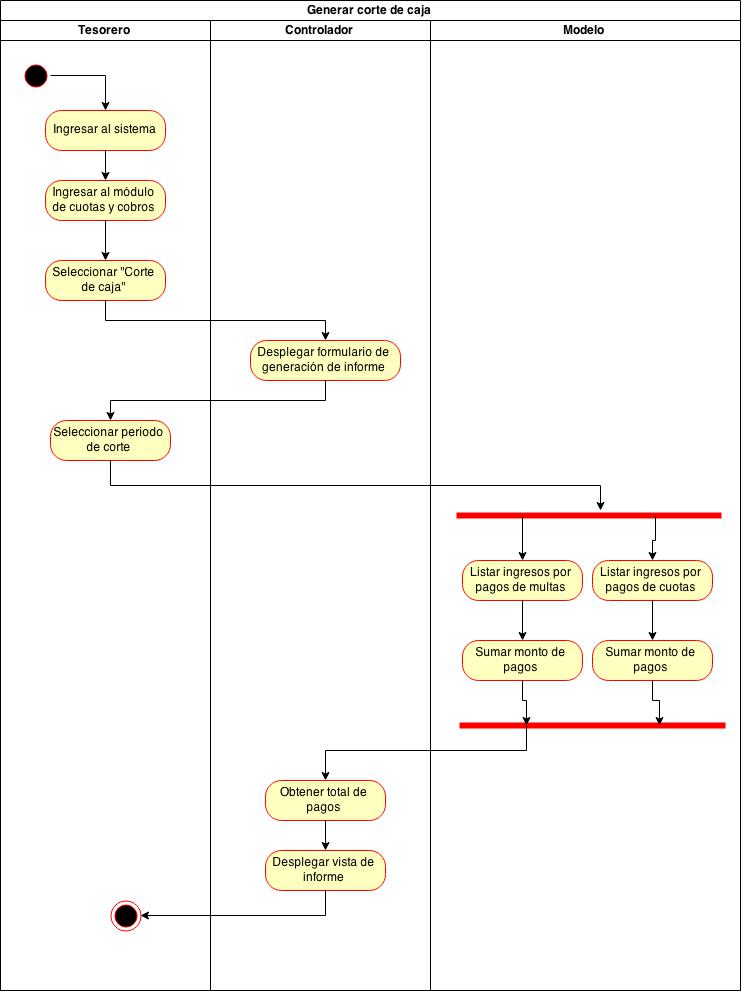 Generar corte de caja
Tesorero
Controlador
Modelo
Ingresar al sistema
Ingresar al módulo
de cuotas y cobros
Seleccionar "Corte
de caja"
Desplegar formulario de
generación de informe
Seleccionar periodo
de corte
Listar ingresos por
pagos de multas
Listar ingresos por
pagos de cuotas
Sumar monto de
pagos
Sumar monto de
pagos
Obtener total de
pagos
Desplegar vista de
informe